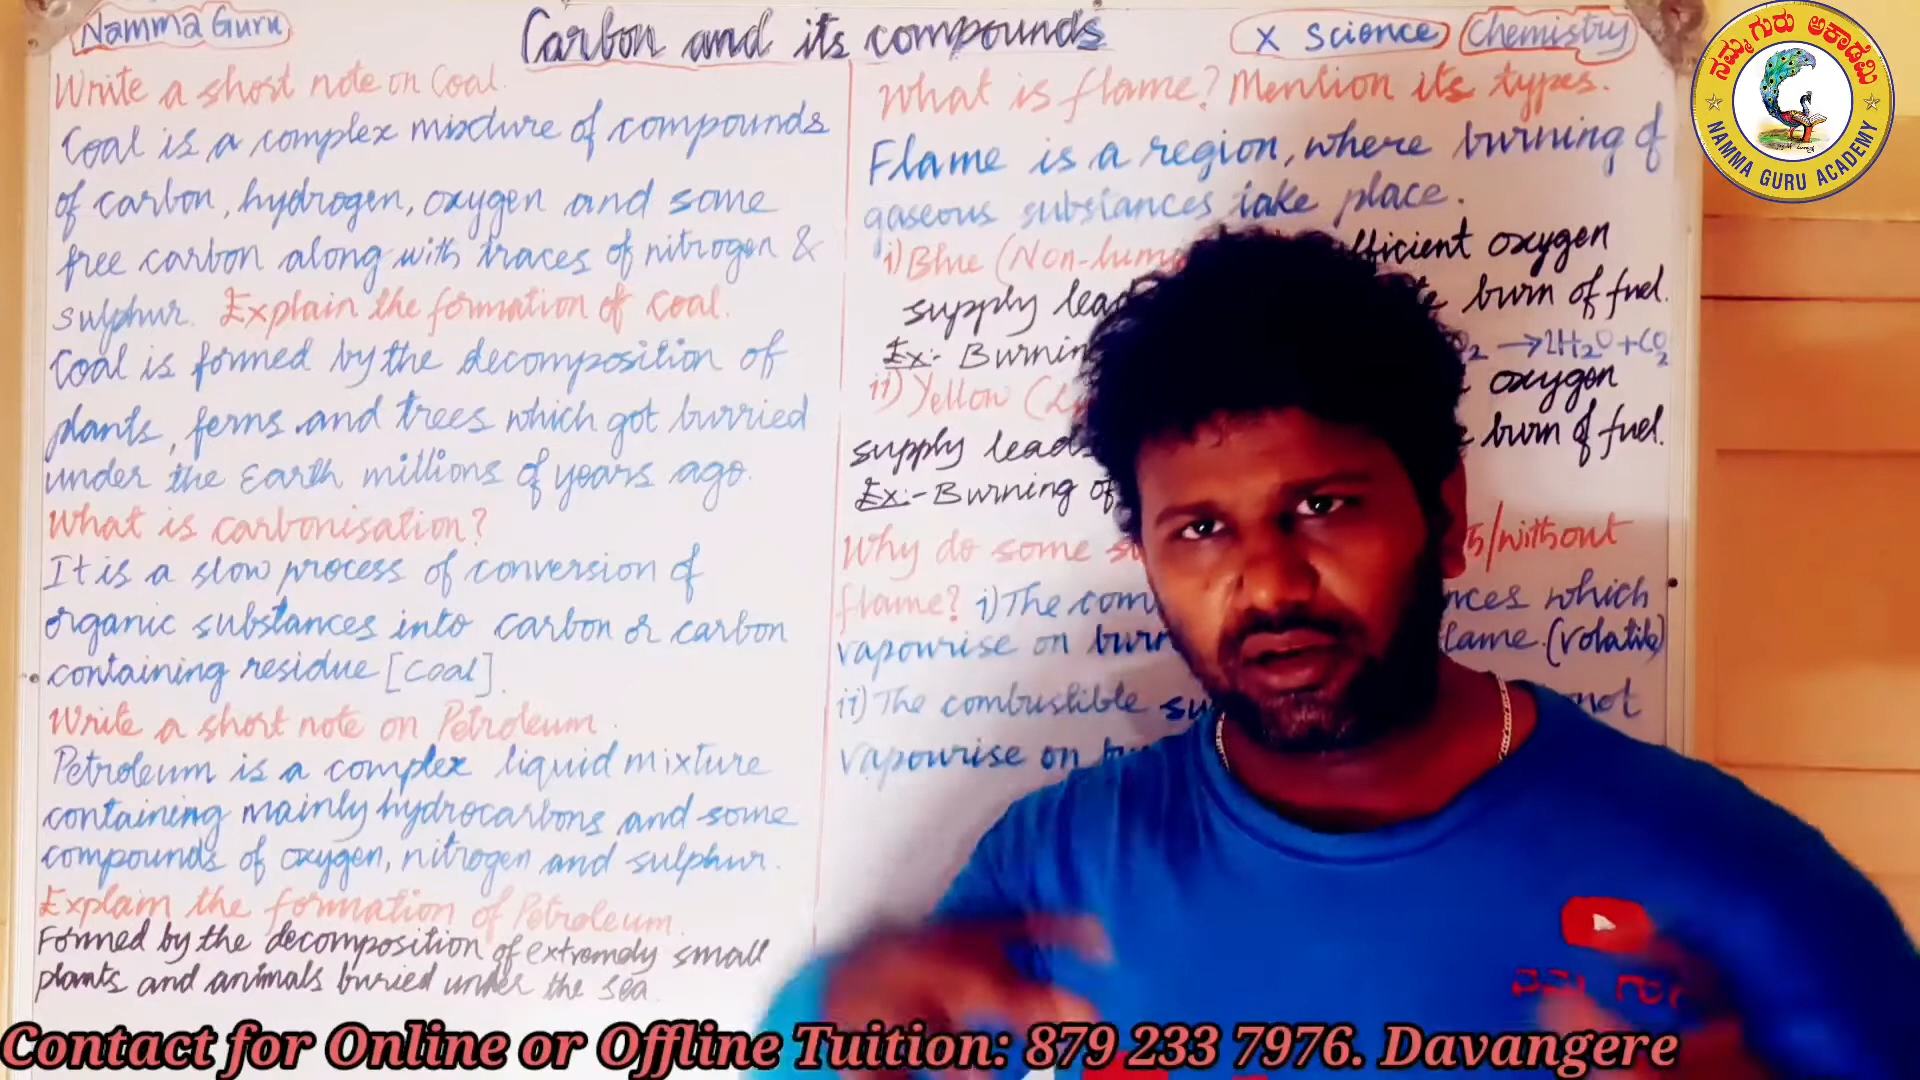 Namma Guru
Carbon and its compounds
X Science
Chemistry
Write a short note on Coal.
Coal is a complex mixture of compounds
of carbon, hydrogen, oxygen and some
free carbon along with traces of nitrogen &
sulphur. Explain the formation of coal.
Coal is formed by the decomposition of
plants, ferns and trees which got burried
under the Earth millions of years ago.
What is carbonisation?
It is a slow process of conversion of
organic substances into carbon or carbon
containing residue [Coal].
Write a short note on Petroleum.
Petroleum is a complex liquid mixture
containing mainly hydrocarbons and some
compounds of oxygen, nitrogen and sulphur.
Explain the formation of Petroleum.
Formed by the decomposition of extremely small
plants and animals buried under the sea.
What is flame? Mention its types.
Flame is a region, where burning of
gaseous substances take place.
i) Blue oxygen
supply burn of fuel.
Ex:- → 2H₂O + CO₂
ii) Yellow oxygen
supply burn of fuel.
Ex:- Burning of
Why do some /without
flame? i) The which
vapourise on (volatile)
ii) The combustible not
vapourise on
ನಮ್ಮ ಗುರು ಅಕಾಡೆಮಿ
NAMMA GURU ACADEMY
Contact for Online or Offline Tuition: 879 233 7976. Davangere